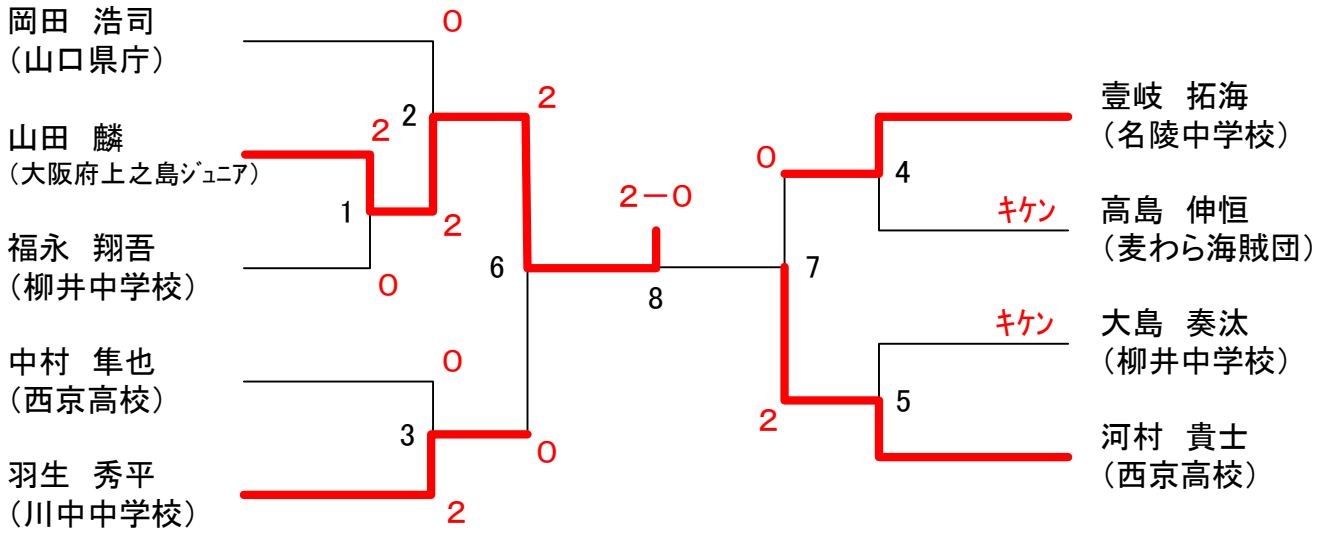 岡田 浩司
（山口県庁）
0
山田 麟
（大阪府上之島ジュニア）
2
2
1
2
福永 翔吾
（柳井中学校）
0
中村 隼也
（西京高校）
0
3
羽生 秀平
（川中中学校）
2
2
6
0
2－0
8
壹岐 拓海
（名陵中学校）
0
4
キケン
高島 伸恒
（麦わら海賊団）
7
キケン
大島 奏汰
（柳井中学校）
2
5
河村 貴士
（西京高校）